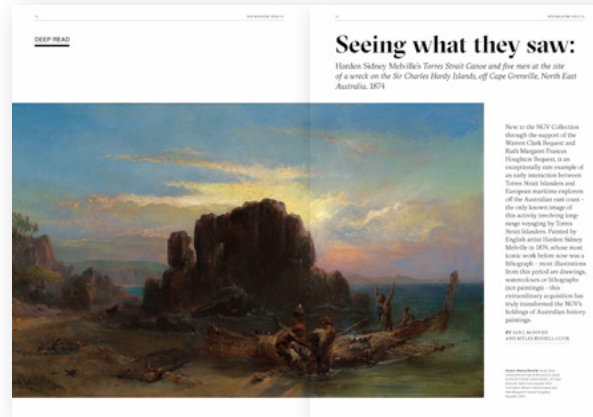 DEEP READ
Seeing what they saw:
Harden Sidney Melville's Torres Strait Canoe and five men at the site
of a wreck on the Sir Charles Hardy Islands, off Cape Grenville, North East
Australia, 1874
New to the NGV Collection
through the support of the
Warren Clark Bequest and
Ruth Margaret Frances
Houghton Bequest, is an
exceptionally rare example of
an early interaction between
Torres Strait Islanders and
European maritime explorers
off the Australian east coast –
the only known image of
this activity involving long-
range voyaging by Torres
Strait Islanders. Painted by
English artist Harden Sidney
Melville in 1874, whose most
iconic work before now was a
lithograph – most illustrations
from this period are drawings,
watercolours or lithographs
(not paintings) – this
extraordinary acquisition has
truly transformed the NGV's
holdings of Australian history
paintings.
AND MYLES RUSSELL-COOK